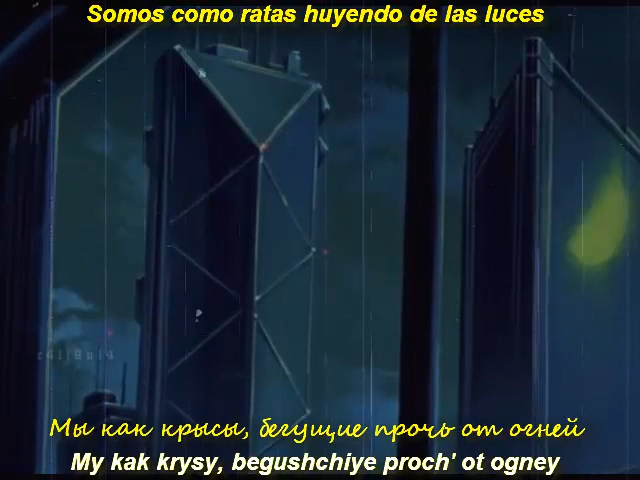 Somos como ratas huyendo de las luces
Мы как крысы, бегущие прочь от огней
My kak krysy, begushchiye proch' ot ogney